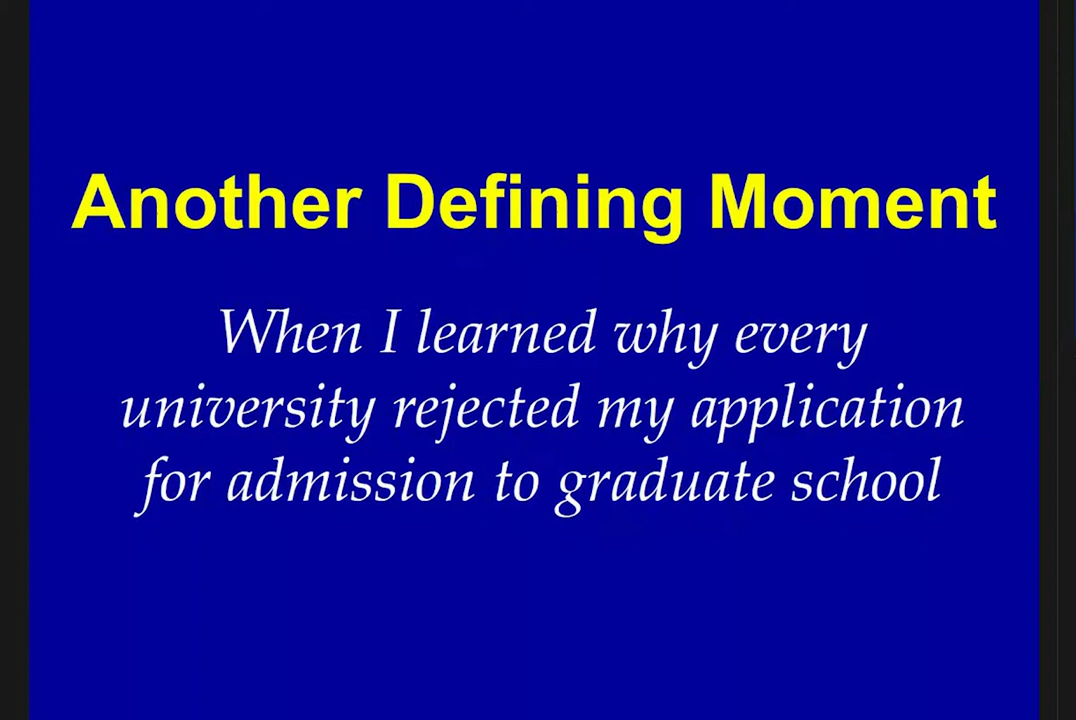 Another Defining Moment
When I learned why every
university rejected my application
for admission to graduate school